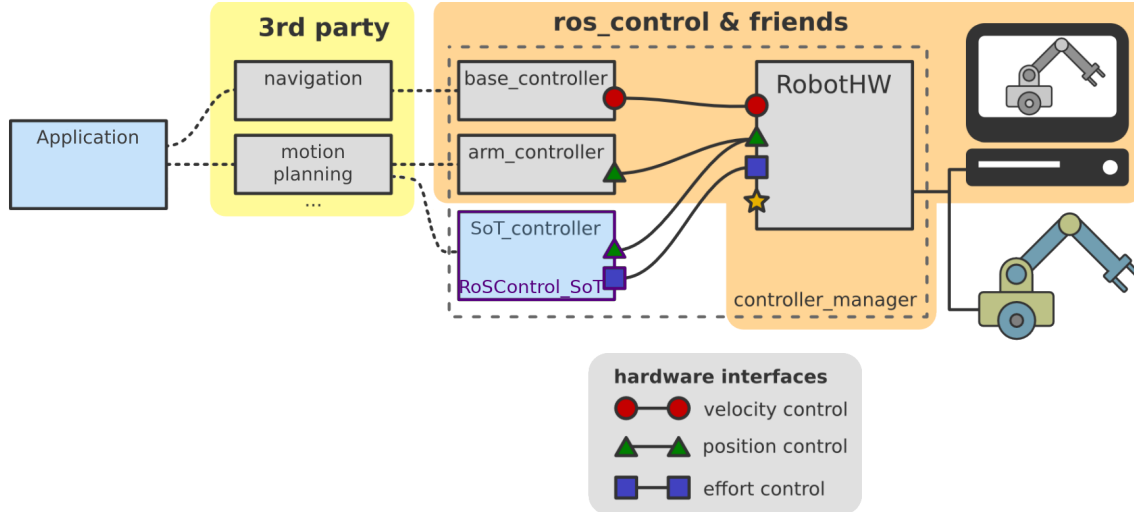 3rd party
ros_control & friends
navigation
base_controller
RobotHW
Application
motion
planning
...
arm_controller
SoT_controller
RoSControl_SoT
controller_manager
hardware interfaces
velocity control
position control
effort control